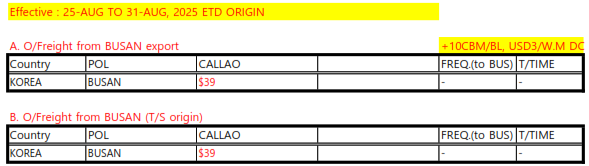 Effective : 25-AUG TO 31-AUG, 2025 ETD ORIGIN
A. O/Freight from BUSAN export +10CBM/BL, USD3/W.M DC
Country POL CALLAO FREQ.(to BUS) T/TIME
KOREA BUSAN $39 - -
B. O/Freight from BUSAN (T/S origin)
Country POL CALLAO FREQ.(to BUS) T/TIME
KOREA BUSAN $39 - -